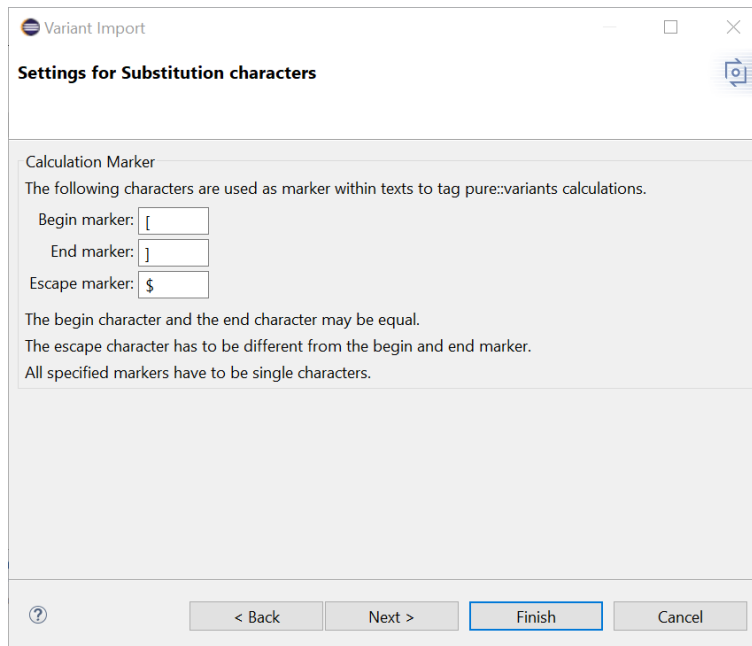 Variant Import
Settings for Substitution characters
Calculation Marker
The following characters are used as marker within texts to tag pure::variants calculations.
Begin marker: [
End marker: ]
Escape marker: $
The begin character and the end character may be equal.
The escape character has to be different from the begin and end marker.
All specified markers have to be single characters.
? < Back Next > Finish Cancel